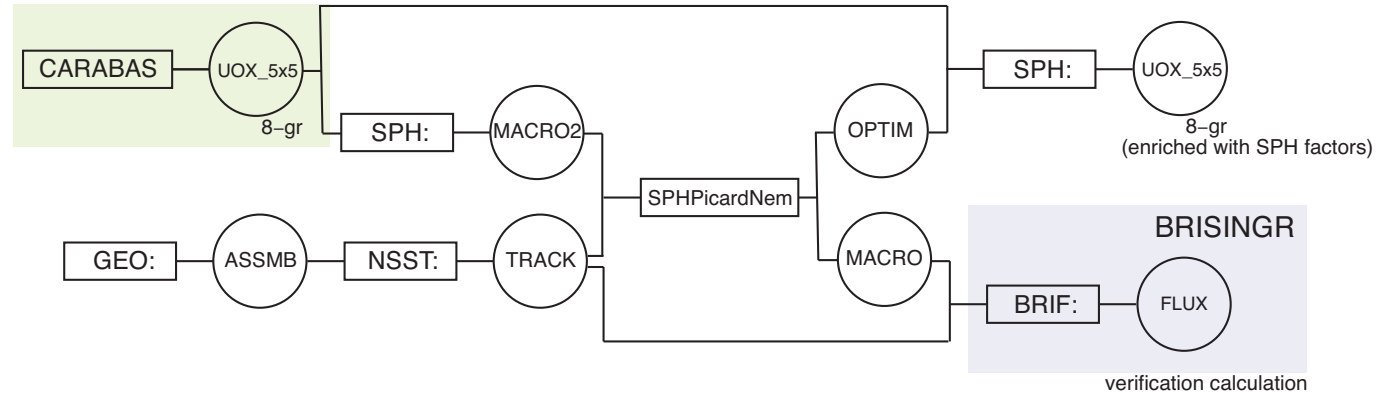 CARABAS
UOX_5x5
8–gr
SPH:
MACRO2
OPTIM
SPH:
UOX_5x5
8–gr
(enriched with SPH factors)
SPHPicardNem
GEO:
ASSMB
NSST:
TRACK
MACRO
BRISINGR
BRIF:
FLUX
verification calculation